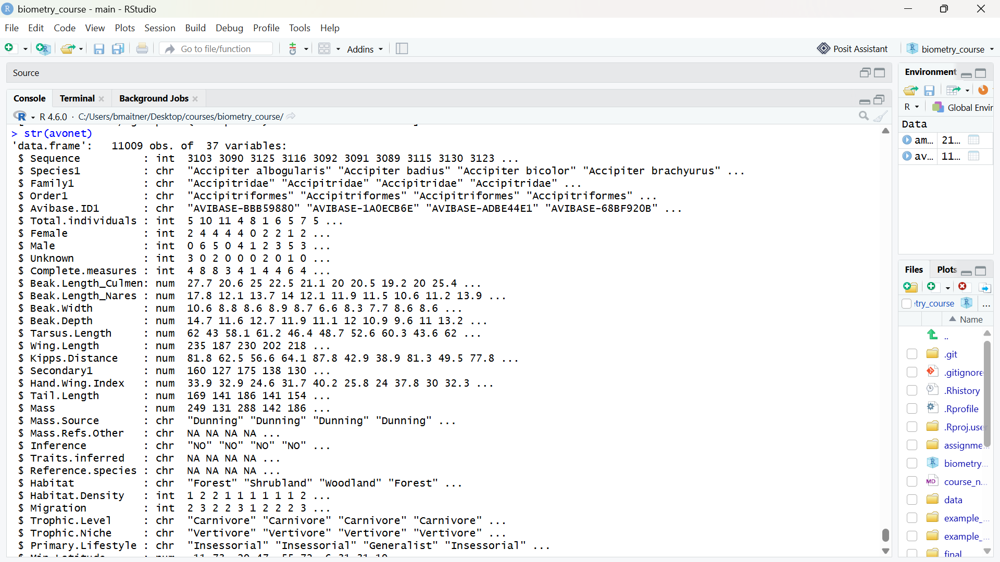 biometry_course - main - RStudio
File Edit Code View Plots Session Build Debug Profile Tools Help
Go to file/function Addins Posit Assistant biometry_course
Source
Console Terminal Background Jobs
R 4.6.0 · C:/Users/bmaitner/Desktop/courses/biometry_course/
> str(avonet)
'data.frame':   11009 obs. of  37 variables:
 $ Sequence          : int  3103 3090 3125 3116 3092 3091 3089 3115 3130 3123 ...
 $ Species1          : chr  "Accipiter albogularis" "Accipiter badius" "Accipiter bicolor" "Accipiter brachyurus" ...
 $ Family1           : chr  "Accipitridae" "Accipitridae" "Accipitridae" "Accipitridae" ...
 $ Order1            : chr  "Accipitriformes" "Accipitriformes" "Accipitriformes" "Accipitriformes" ...
 $ Avibase.ID1       : chr  "AVIBASE-BBB59880" "AVIBASE-1A0ECB6E" "AVIBASE-ADBE44E1" "AVIBASE-68BF920B" ...
 $ Total.individuals : int  5 10 11 4 8 1 6 5 7 5 ...
 $ Female            : int  2 4 4 4 4 0 2 2 1 2 ...
 $ Male              : int  0 6 5 0 4 1 2 3 5 3 ...
 $ Unknown           : int  3 0 2 0 0 0 2 0 1 0 ...
 $ Complete.measures : int  4 8 8 3 4 1 4 4 6 4 ...
 $ Beak.Length_Culmen: num  27.7 20.6 25 22.5 21.1 20 20.5 19.2 20 25.4 ...
 $ Beak.Length_Nares : num  17.8 12.1 13.7 14 12.1 11.9 11.5 10.6 11.2 13.9 ...
 $ Beak.Width        : num  10.6 8.8 8.6 8.9 8.7 6.6 8.3 7.7 8.6 8.6 ...
 $ Beak.Depth        : num  14.7 11.6 12.7 11.9 11.1 12 10.9 9.6 11 13.2 ...
 $ Tarsus.Length     : num  62 43 58.1 61.2 46.4 48.7 52.6 60.3 43.6 62 ...
 $ Wing.Length       : num  235 187 230 202 218 ...
 $ Kipps.Distance    : num  81.8 62.5 56.6 64.1 87.8 42.9 38.9 81.3 49.5 77.8 ...
 $ Secondary1        : num  160 127 175 138 130 ...
 $ Hand.Wing.Index   : num  33.9 32.9 24.6 31.7 40.2 25.8 24 37.8 30 32.3 ...
 $ Tail.Length       : num  169 141 186 141 154 ...
 $ Mass              : num  249 131 288 142 186 ...
 $ Mass.Source       : chr  "Dunning" "Dunning" "Dunning" "Dunning" ...
 $ Mass.Refs.Other   : chr  NA NA NA NA ...
 $ Inference         : chr  "NO" "NO" "NO" "NO" ...
 $ Traits.inferred   : chr  NA NA NA NA ...
 $ Reference.species : chr  NA NA NA NA ...
 $ Habitat           : chr  "Forest" "Shrubland" "Woodland" "Forest" ...
 $ Habitat.Density   : int  1 2 2 1 1 1 1 1 1 2 ...
 $ Migration         : int  2 3 2 2 3 1 2 2 2 3 ...
 $ Trophic.Level     : chr  "Carnivore" "Carnivore" "Carnivore" "Carnivore" ...
 $ Trophic.Niche     : chr  "Vertivore" "Vertivore" "Vertivore" "Vertivore" ...
 $ Primary.Lifestyle : chr  "Insessorial" "Insessorial" "Generalist" "Insessorial" ...
Environment
R Global Envir
Data
am... 21...
av... 11...
Files Plots
try_course ...
Name
..
.git
.gitignore
.Rhistory
.Rprofile
.Rproj.use
assignme...
biometry...
course_n...
data
example_...
example_...
final